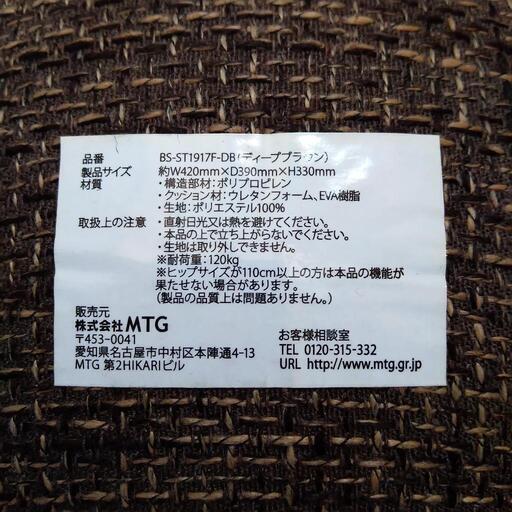 品番 BS-ST1917F-DB(ディープブラウン)
製品サイズ 約W420mm×D390mm×H330mm
材質 ・構造部材:ポリプロピレン
・クッション材:ウレタンフォーム、EVA樹脂
・生地:ポリエステル100%
取扱上の注意 ・直射日光又は熱を避けてください。
・本品の上で立ち上がらないでください。
・生地は取り外しできません。
※耐荷重:120kg
※ヒップサイズが110cm以上の方は本品の機能が
果たせない場合があります。
(製品の品質上は問題ありません。)
販売元
株式会社 MTG
〒453-0041
愛知県名古屋市中村区本陣通4-13
MTG 第2HIKARIビル
お客様相談室
TEL 0120-315-332
URL http://www.mtg.gr.jp